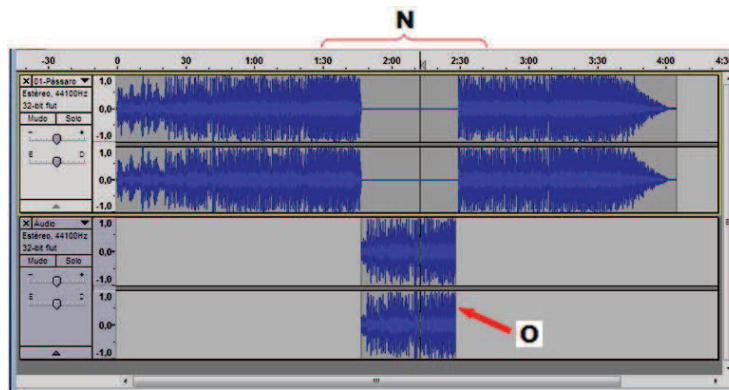 N
-30 0 30 1:00 1:30 2:00 2:30 3:00 3:30 4:00 4:30
X 01-Pássaro ▼
Estéreo, 44100Hz
32-bit flut
Mudo Solo
- +
E D
1,0
0,0
-1,0
1,0
0,0
-1,0
X Áudio ▼
Estéreo, 44100Hz
32-bit flut
Mudo Solo
- +
E D
1,0
0,0
-1,0
1,0
0,0
-1,0
O